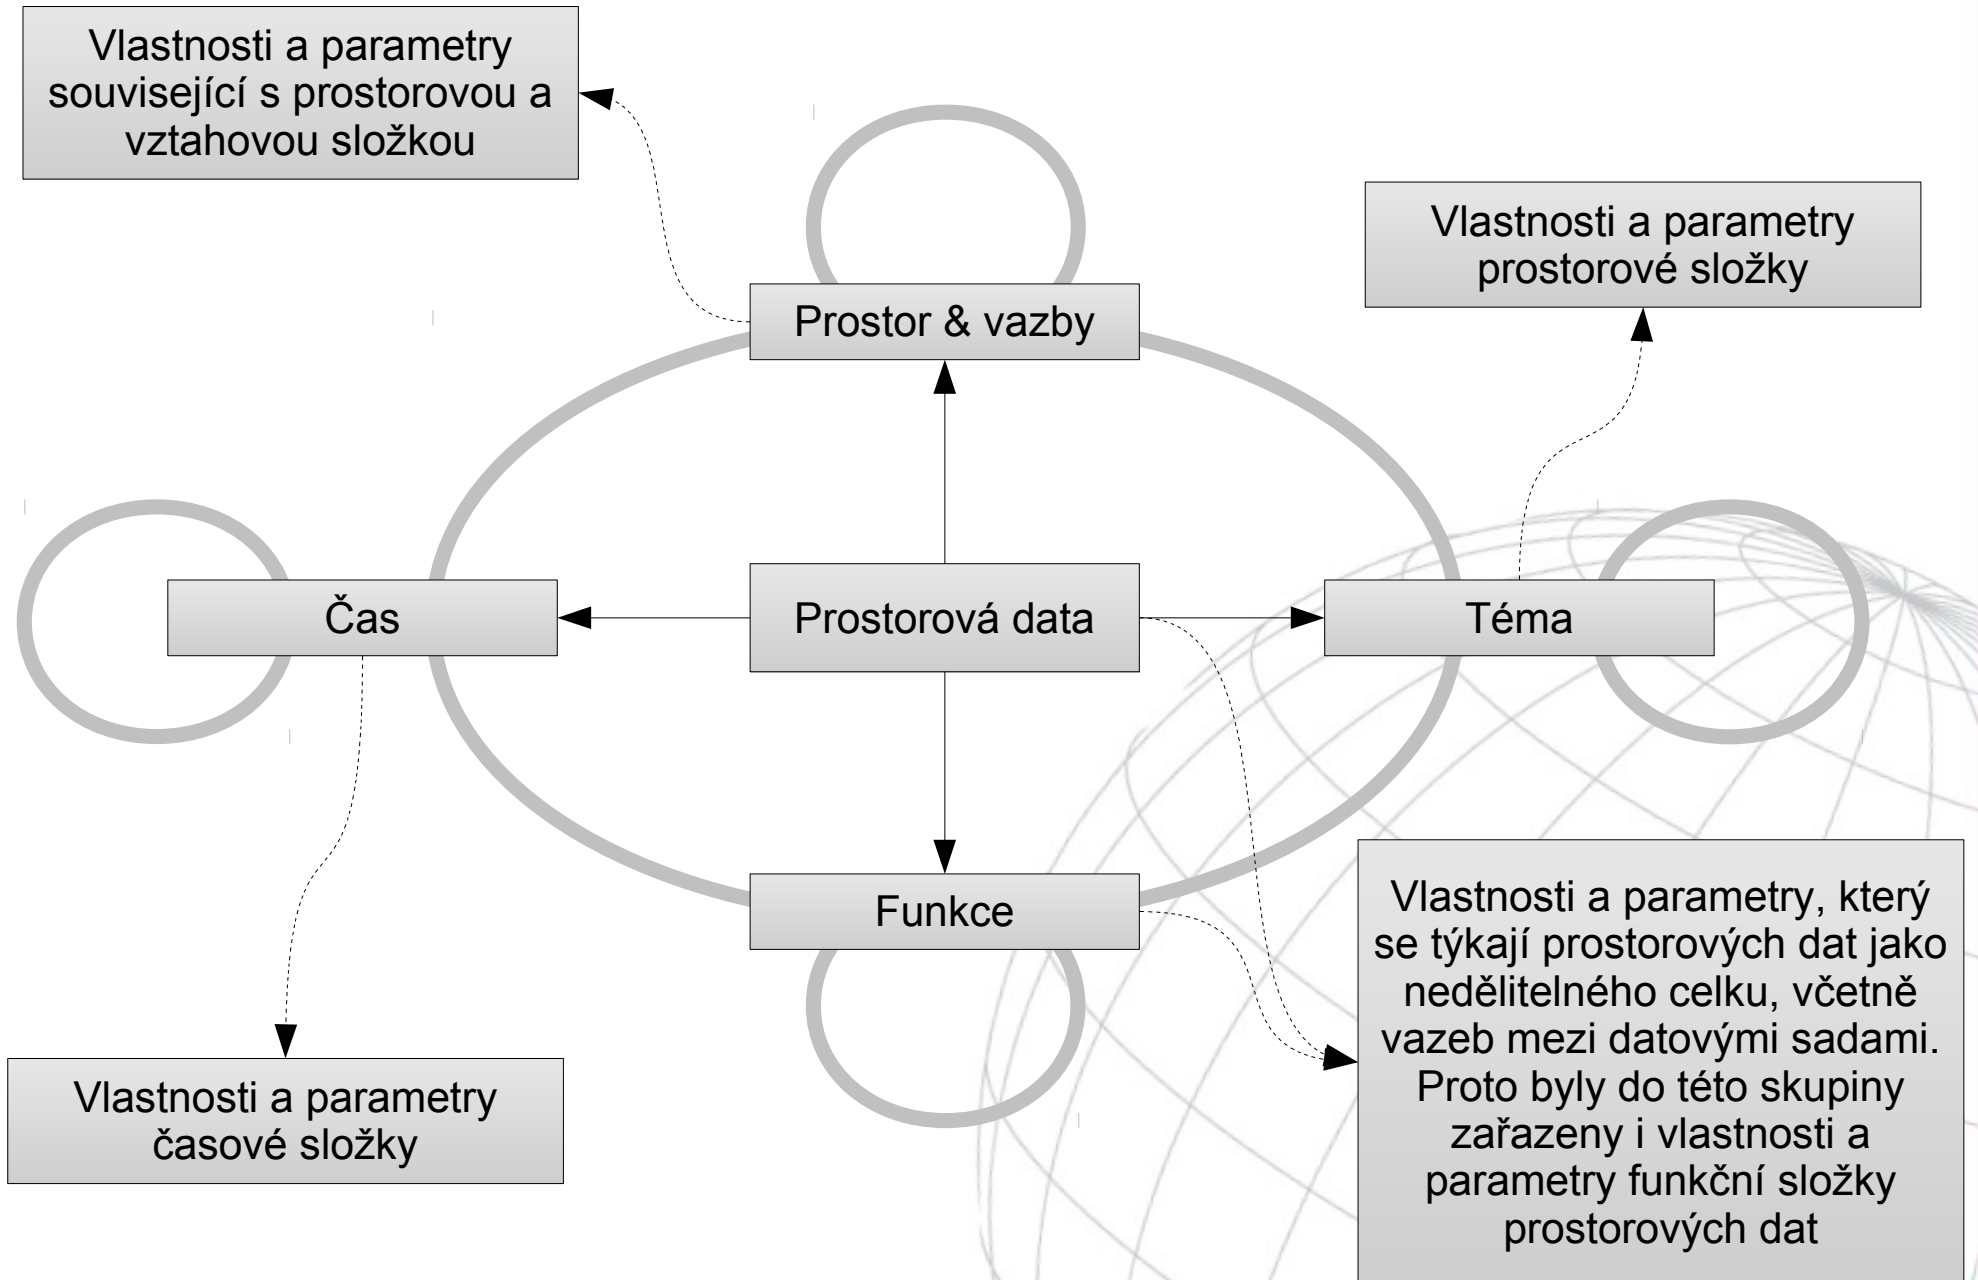 Vlastnosti a parametry
související s prostorovou a
vztahovou složkou
Vlastnosti a parametry
prostorové složky
Prostor & vazby
Čas
Prostorová data
Téma
Funkce
Vlastnosti a parametry, který
se týkají prostorových dat jako
nedělitelného celku, včetně
vazeb mezi datovými sadami.
Proto byly do této skupiny
zařazeny i vlastnosti a
parametry funkční složky
prostorových dat
Vlastnosti a parametry
časové složky